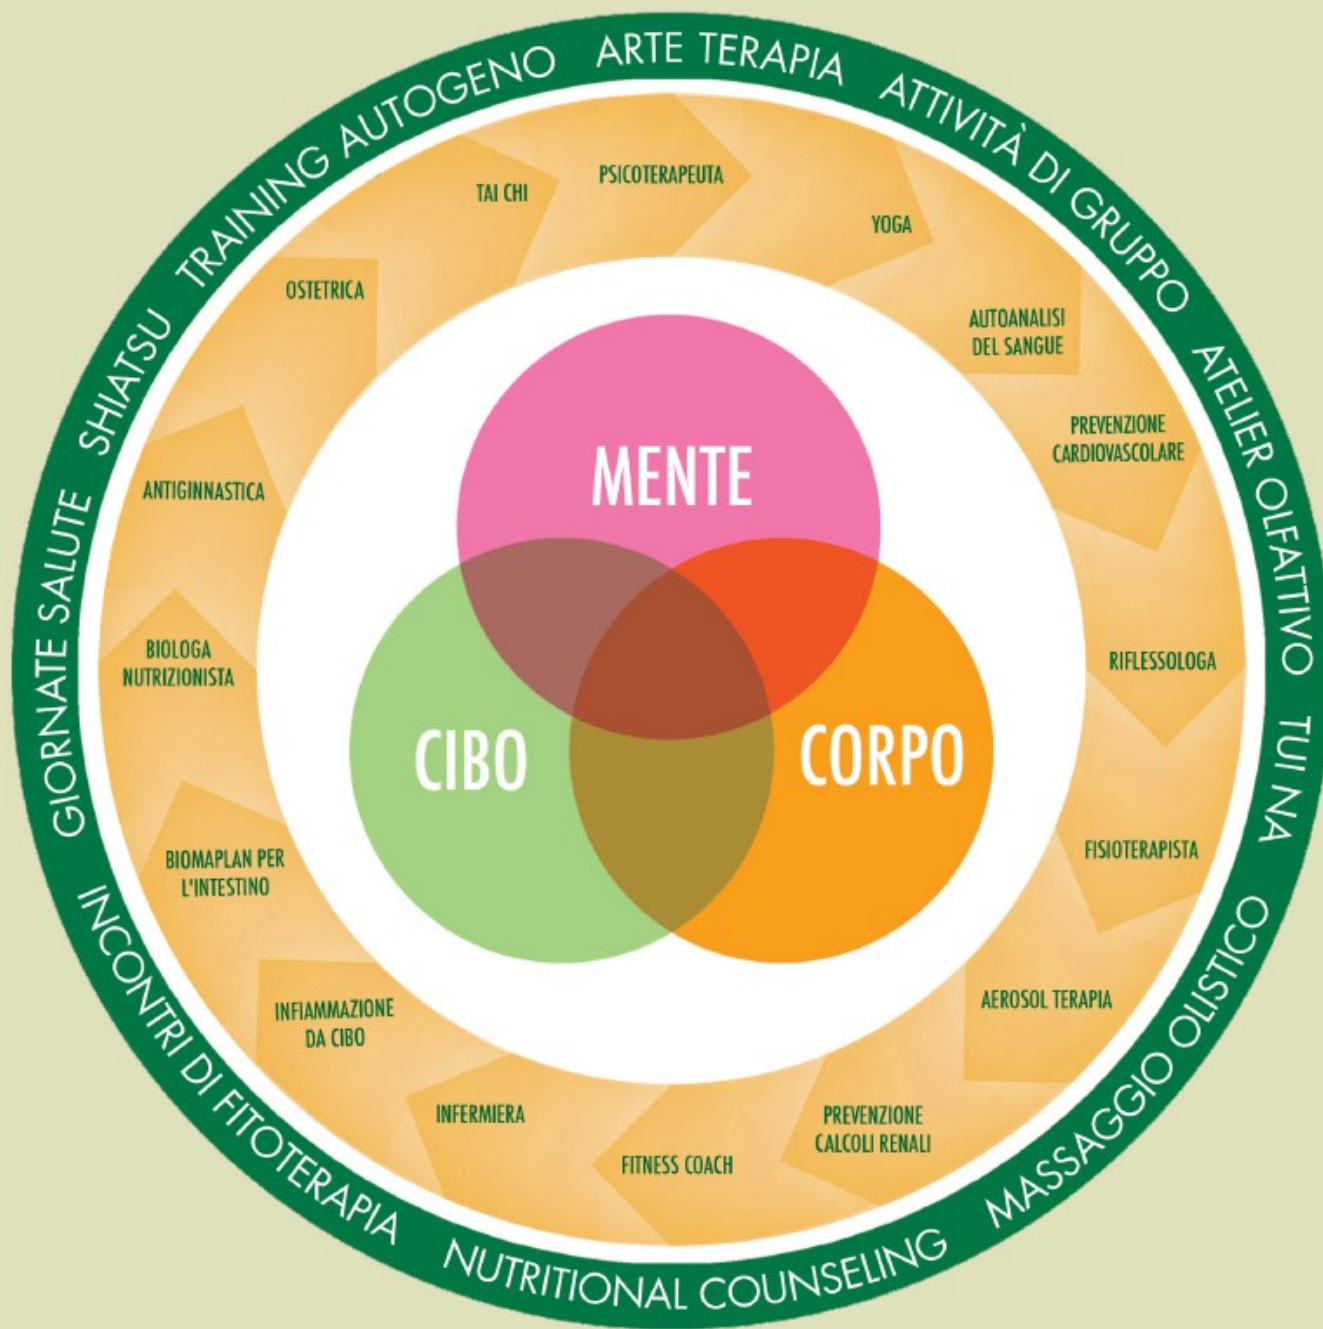 ARTE TERAPIA
ATTIVITÀ DI GRUPPO
ATELIER OLFATTIVO
TUI NA
MASSAGGIO OLISTICO
NUTRITIONAL COUNSELING
INCONTRI DI FITOTERAPIA
GIORNATE SALUTE
SHIATSU
TRAINING AUTOGENO
PSICOTERAPEUTA
YOGA
AUTOANALISI
DEL SANGUE
PREVENZIONE
CARDIOVASCOLARE
RIFLESSOLOGA
FISIOTERAPISTA
AEROSOL TERAPIA
PREVENZIONE
CALCOLI RENALI
FITNESS COACH
INFERMIERA
INFIAMMAZIONE
DA CIBO
BIOMAPLAN PER
L'INTESTINO
BIOLOGA
NUTRIZIONISTA
ANTIGINNASTICA
OSTETRICA
TAI CHI
MENTE
CIBO
CORPO